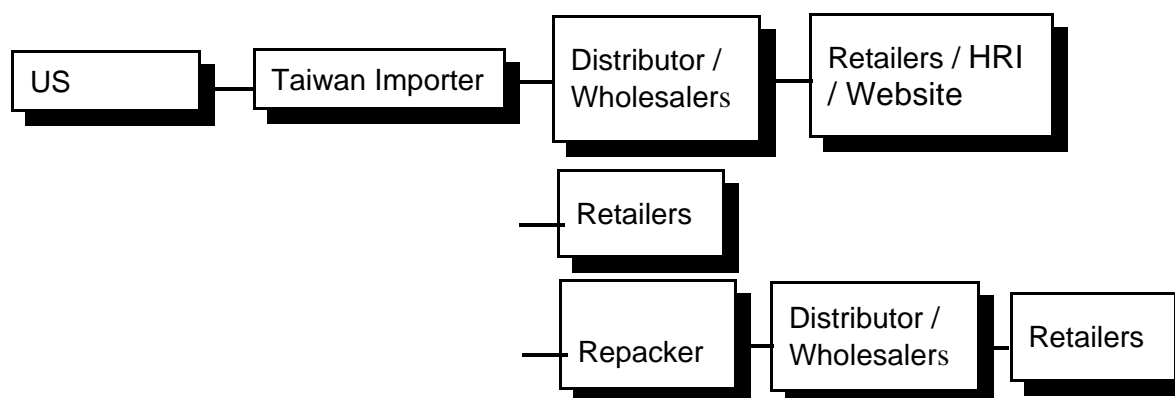 US
Taiwan Importer
Distributor /
Wholesalers
Retailers / HRI
/ Website
Retailers
Repacker
Distributor /
Wholesalers
Retailers